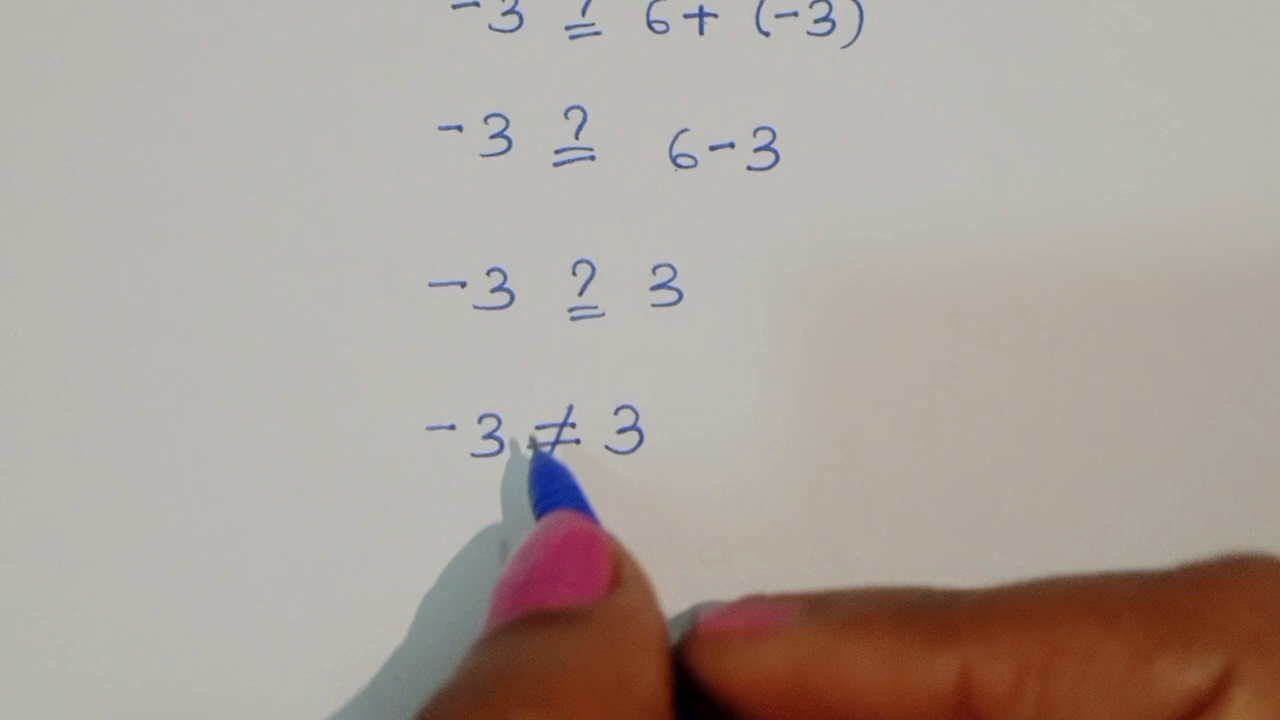 -3 ≟ 6+ (-3)
-3 ≟ 6-3
-3 ≟ 3
-3 ≠ 3